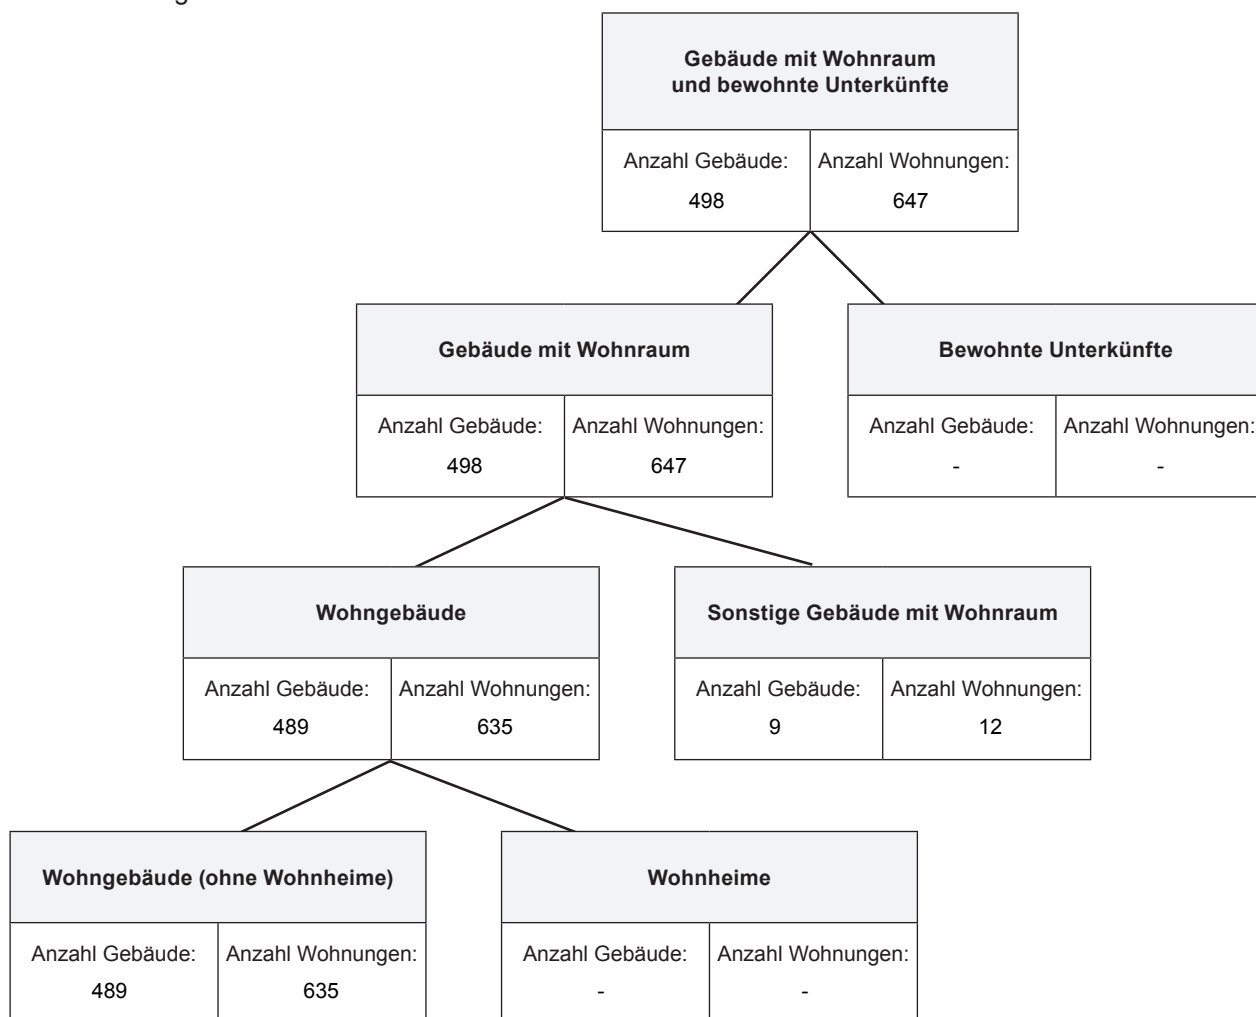 Gebäude mit Wohnraum
und bewohnte Unterkünfte
Anzahl Gebäude: Anzahl Wohnungen:
498 647
Gebäude mit Wohnraum
Anzahl Gebäude: Anzahl Wohnungen:
498 647
Bewohnte Unterkünfte
Anzahl Gebäude: Anzahl Wohnungen:
- -
Wohngebäude
Anzahl Gebäude: Anzahl Wohnungen:
489 635
Sonstige Gebäude mit Wohnraum
Anzahl Gebäude: Anzahl Wohnungen:
9 12
Wohngebäude (ohne Wohnheime)
Anzahl Gebäude: Anzahl Wohnungen:
489 635
Wohnheime
Anzahl Gebäude: Anzahl Wohnungen:
- -